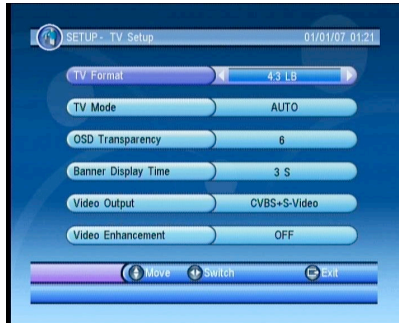 SETUP- TV Setup 01/01/07 01:21
TV Format 4:3 LB
TV Mode AUTO
OSD Transparency 6
Banner Display Time 3 S
Video Output CVBS+S-Video
Video Enhancement OFF
Move Switch Exit